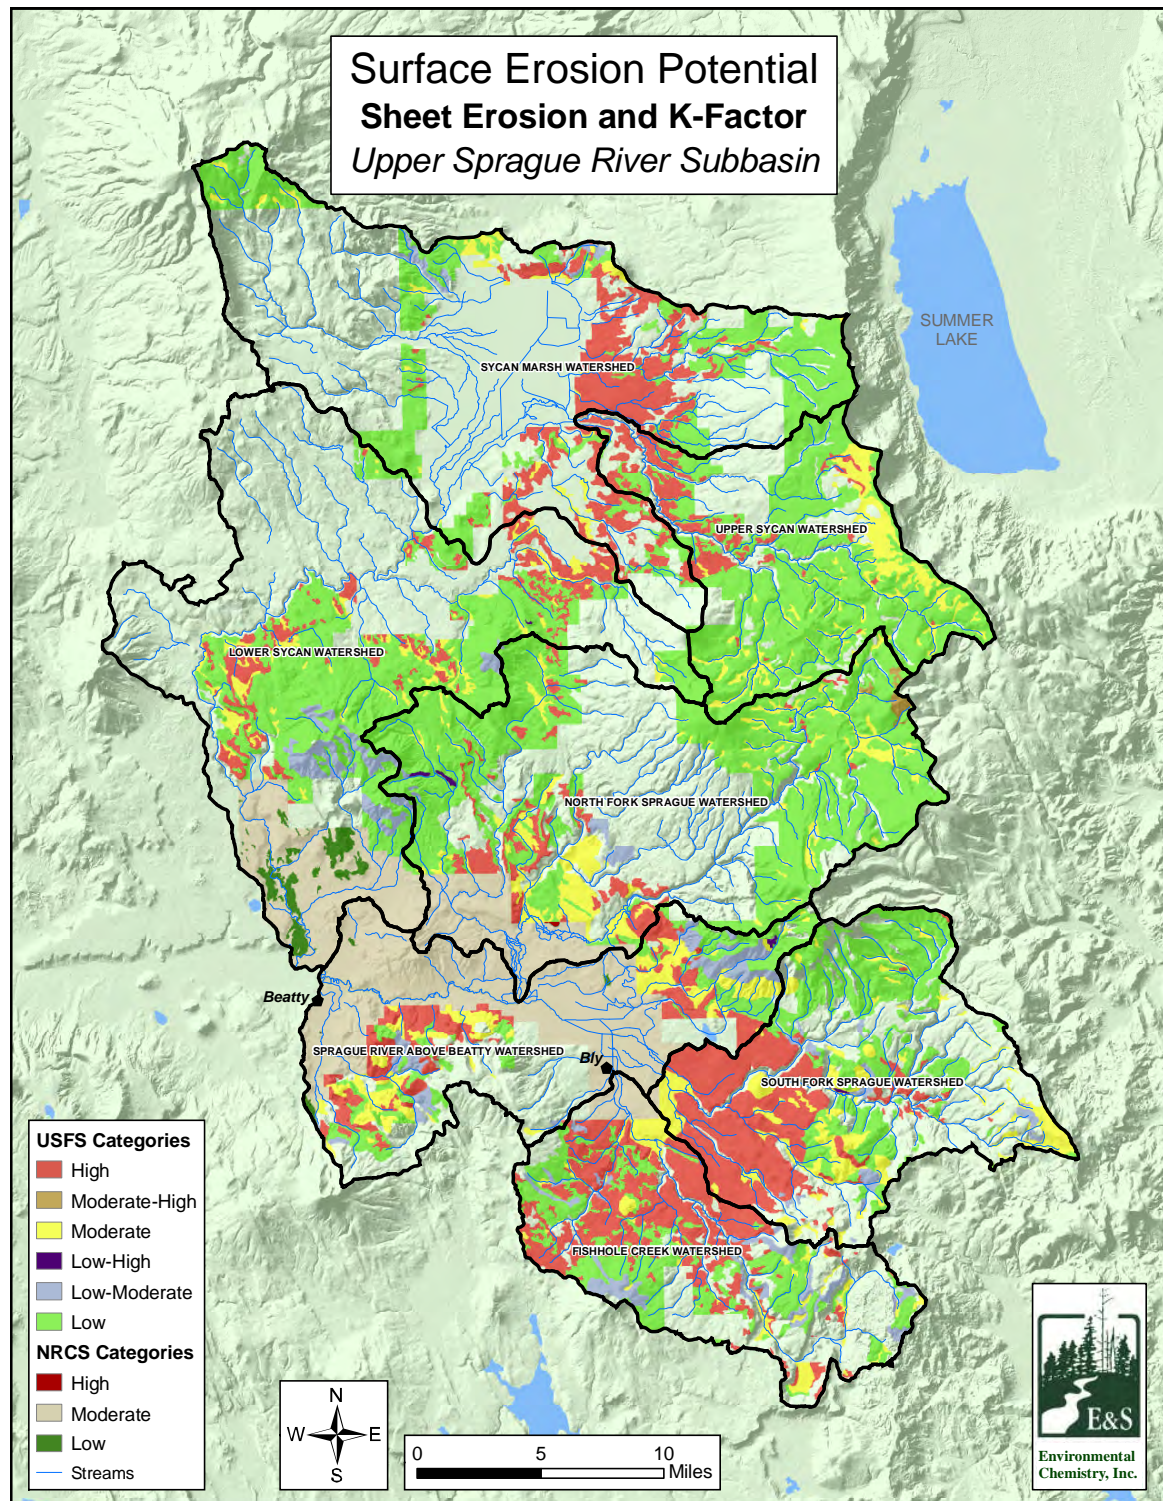 Surface Erosion Potential
Sheet Erosion and K-Factor
Upper Sprague River Subbasin
SUMMER
LAKE
SYCAN MARSH WATERSHED
UPPER SYCAN WATERSHED
LOWER SYCAN WATERSHED
NORTH FORK SPRAGUE WATERSHED
Beatty
SPRAGUE RIVER ABOVE BEATTY WATERSHED
Bly
SOUTH FORK SPRAGUE WATERSHED
FISHHOLE CREEK WATERSHED
USFS Categories
High
Moderate-High
Moderate
Low-High
Low-Moderate
Low
NRCS Categories
High
Moderate
Low
Streams
N
W E
S
0 5 10
Miles
E&S
Environmental
Chemistry, Inc.